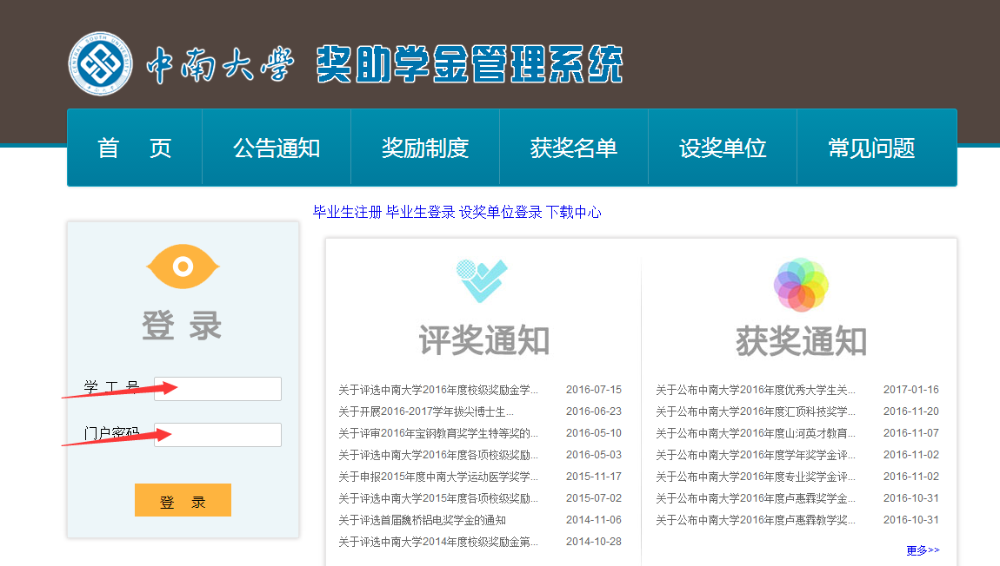 中南大学 奖助学金管理系统
首 页 公告通知 奖励制度 获奖名单 设奖单位 常见问题
毕业生注册 毕业生登录 设奖单位登录 下载中心
登 录
学 工 号
门户密码
登 录
评奖通知
关于评选中南大学2016年度校级奖励金学... 2016-07-15
关于开展2016-2017学年拔尖博士生... 2016-06-23
关于评审2016年宝钢教育奖学生特等奖的... 2016-05-10
关于评选中南大学2016年度各项校级奖励... 2016-05-03
关于申报2015年度中南大学运动医学奖学... 2015-11-17
关于评选中南大学2015年度各项校级奖励... 2015-07-02
关于评选首届魏桥铝电奖学金的通知 2014-11-06
关于评选中南大学2014年度校级奖励金第... 2014-10-28
获奖通知
关于公布中南大学2016年度优秀大学生关... 2017-01-16
关于公布中南大学2016年度汇顶科技奖学... 2016-11-20
关于公布中南大学2016年度山河英才教育... 2016-11-07
关于公布中南大学2016年度学年奖学金评... 2016-11-02
关于公布中南大学2016年度专业奖学金评... 2016-11-02
关于公布中南大学2016年度卢惠霖奖学金... 2016-10-31
关于公布中南大学2016年度卢惠霖教学奖... 2016-10-31
更多>>